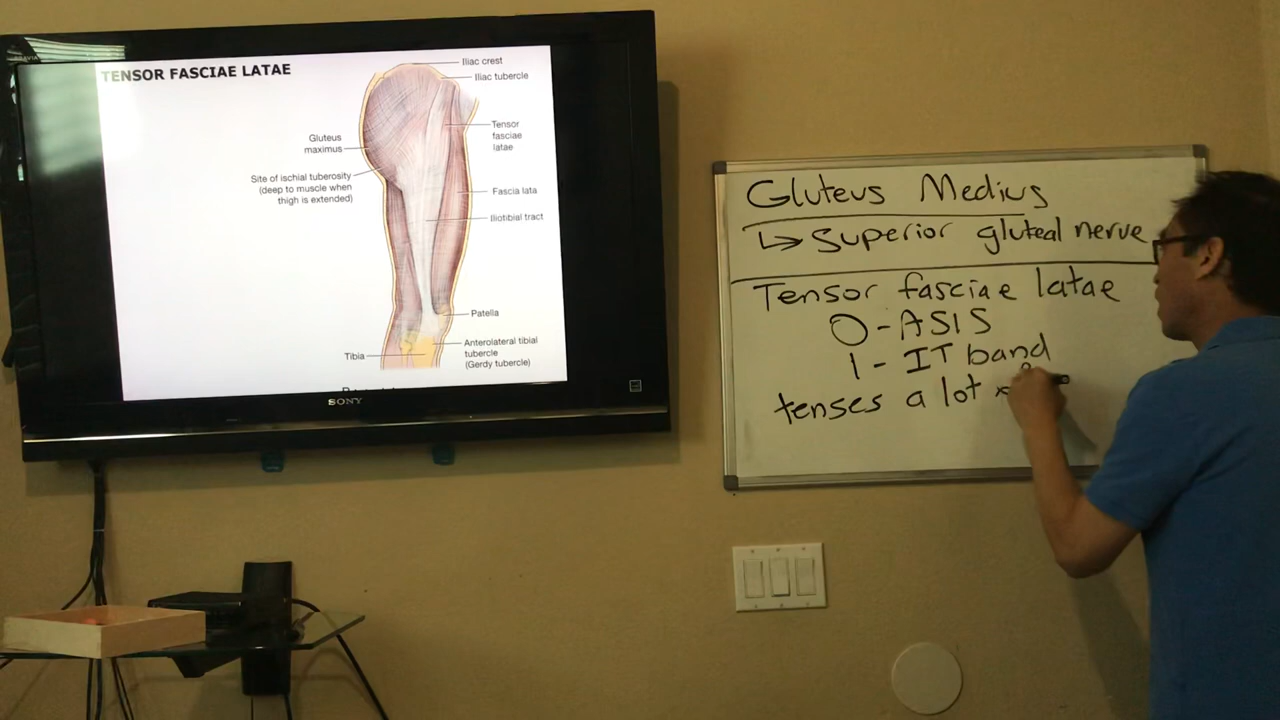 TENSOR FASCIAE LATAE
Iliac crest
Iliac tubercle
Gluteus
maximus
Tensor
fasciae
latae
Site of ischial tuberosity
(deep to muscle when
thigh is extended)
Fascia lata
Iliotibial tract
Patella
Tibia
Anterolateral tibial
tubercle
(Gerdy tubercle)
SONY
Gluteus Medius
↳ superior gluteal nerve
Tensor fasciae latae
O - ASIS
I - IT band
tenses a lot